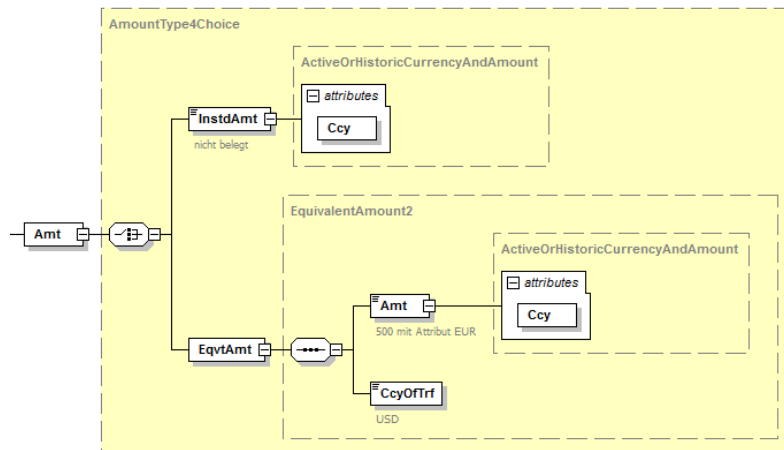 AmountType4Choice
ActiveOrHistoricCurrencyAndAmount
attributes
InstdAmt
Ccy
nicht belegt
EquivalentAmount2
Amt
ActiveOrHistoricCurrencyAndAmount
attributes
Amt
Ccy
500 mit Attribut EUR
EqvtAmt
CcyOfTrf
USD